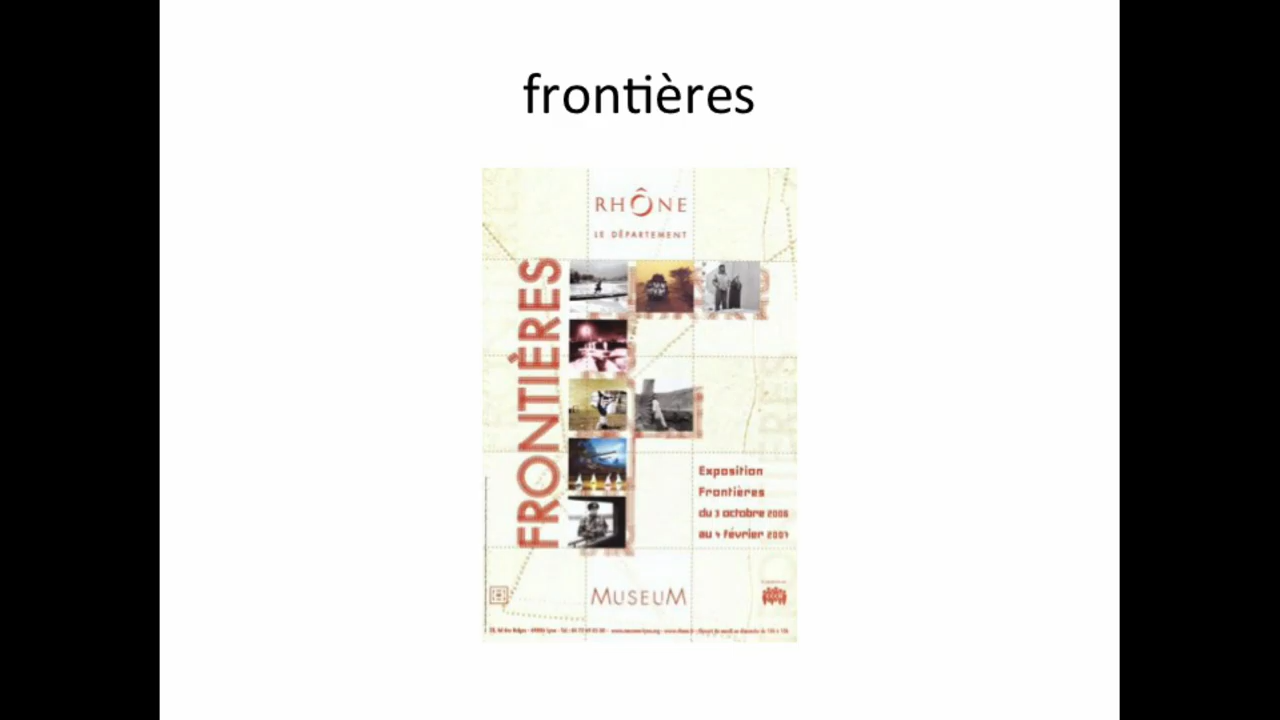 frontières
RHÔNE
LE DÉPARTEMENT
FRONTIÈRES
Exposition
Frontières
du 3 octobre 2006
au 4 février 2007
MUSEUM